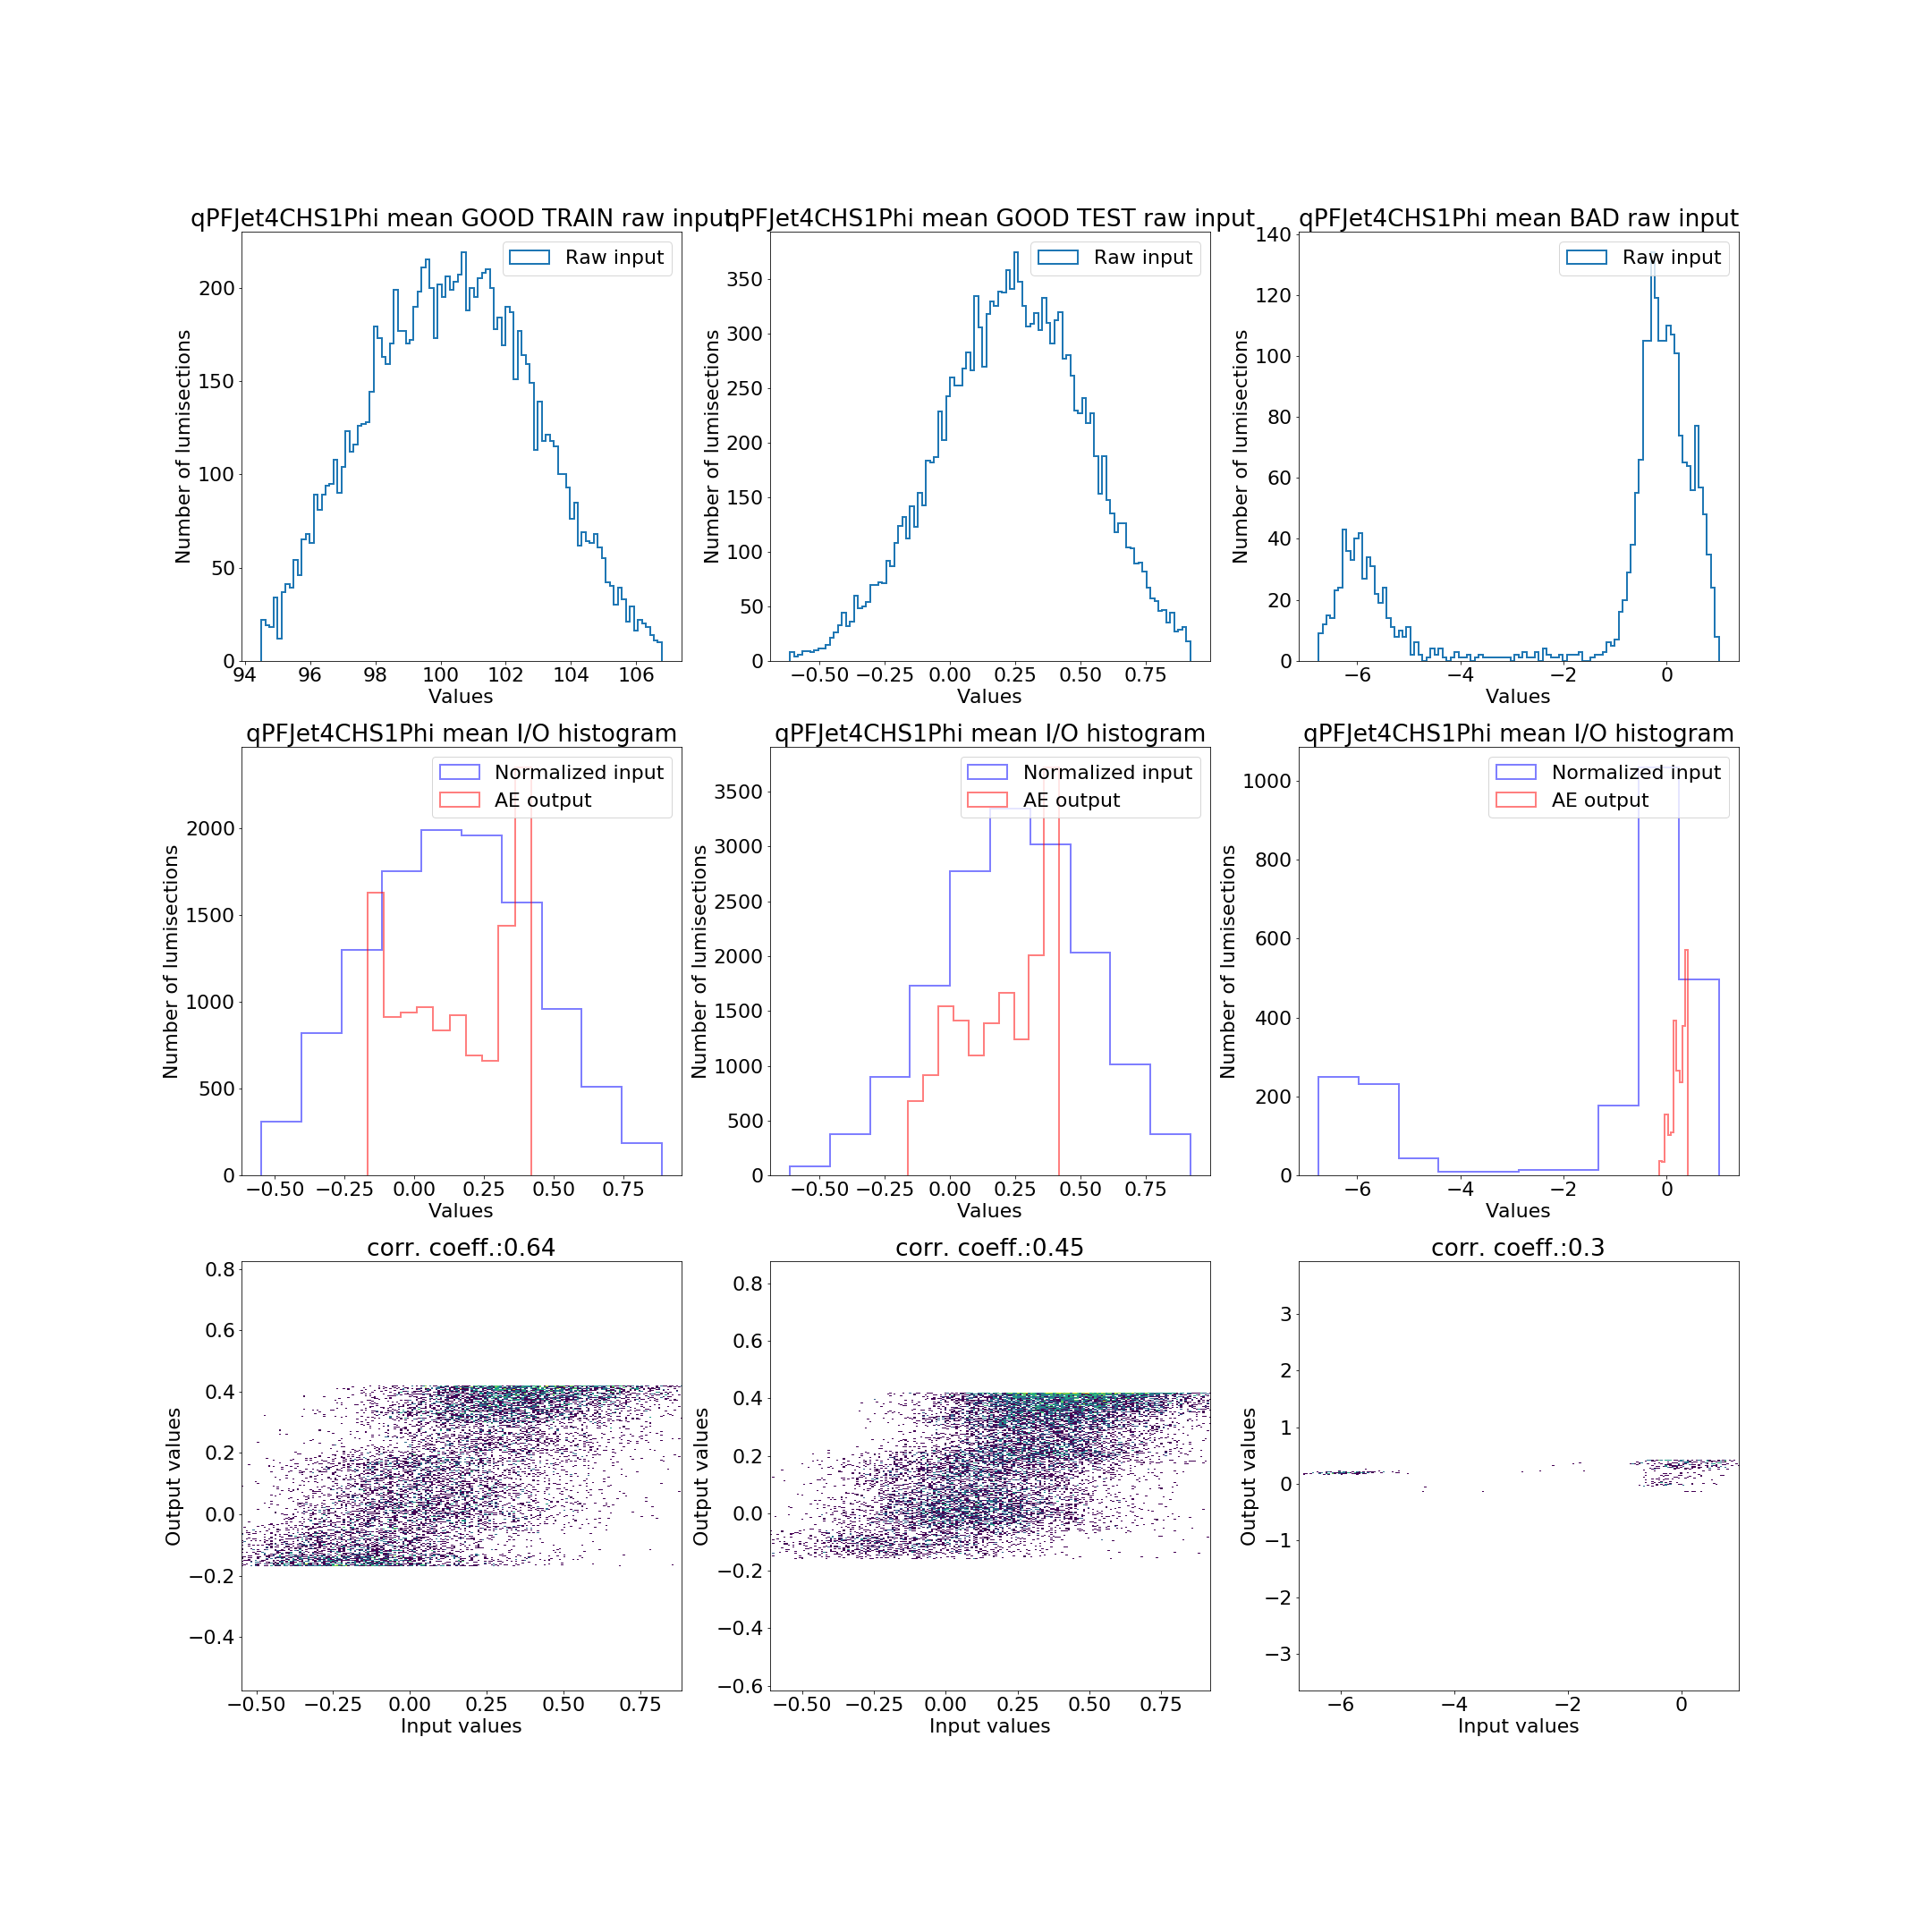 qPFJet4CHS1Phi mean GOOD TRAIN raw input
Raw input
Number of lumisections
200
150
100
50
0
94 96 98 100 102 104 106
Values
qPFJet4CHS1Phi mean GOOD TEST raw input
Raw input
Number of lumisections
350
300
250
200
150
100
50
0
−0.50 −0.25 0.00 0.25 0.50 0.75
Values
qPFJet4CHS1Phi mean BAD raw input
Raw input
Number of lumisections
140
120
100
80
60
40
20
0
−6 −4 −2 0
Values
qPFJet4CHS1Phi mean I/O histogram
Normalized input
AE output
Number of lumisections
2000
1500
1000
500
0
−0.50 −0.25 0.00 0.25 0.50 0.75
Values
qPFJet4CHS1Phi mean I/O histogram
Normalized input
AE output
Number of lumisections
3500
3000
2500
2000
1500
1000
500
0
−0.50 −0.25 0.00 0.25 0.50 0.75
Values
qPFJet4CHS1Phi mean I/O histogram
Normalized input
AE output
Number of lumisections
1000
800
600
400
200
0
−6 −4 −2 0
Values
corr. coeff.:0.64
Output values
0.8
0.6
0.4
0.2
0.0
−0.2
−0.4
−0.50 −0.25 0.00 0.25 0.50 0.75
Input values
corr. coeff.:0.45
Output values
0.8
0.6
0.4
0.2
0.0
−0.2
−0.4
−0.6
−0.50 −0.25 0.00 0.25 0.50 0.75
Input values
corr. coeff.:0.3
Output values
3
2
1
0
−1
−2
−3
−6 −4 −2 0
Input values